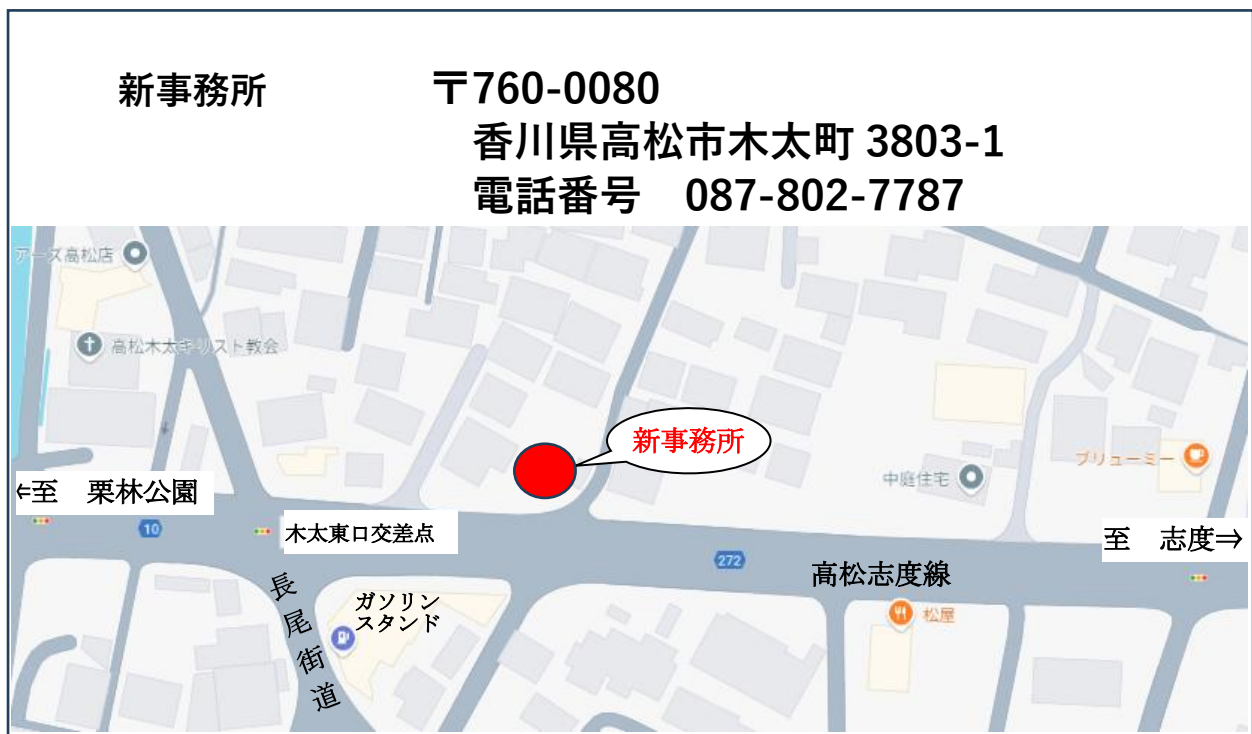 新事務所
〒760-0080
香川県高松市木太町 3803-1
電話番号　087-802-7787
アーズ高松店
高松木太キリスト教会
新事務所
ブリューミー
中庭住宅
⇐至　栗林公園
10
木太東口交差点
至　志度⇒
272
高松志度線
長尾街道
ガソリン
スタンド
松屋